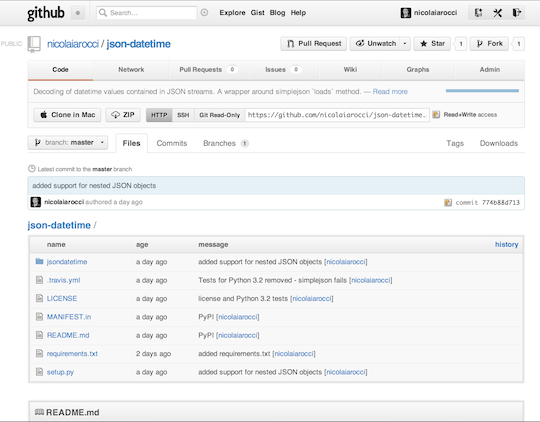 github Search... Explore Gist Blog Help nicolaiarocci
PUBLIC nicolaiarocci / json-datetime Pull Request Unwatch Star 1 Fork 1
Code Network Pull Requests 0 Issues 0 Wiki Graphs Admin
Decoding of datetime values contained in JSON streams. A wrapper around simplejson `loads` method. — Read more
Clone in Mac ZIP HTTP SSH Git Read-Only https://github.com/nicolaiarocci/json-datetime. Read+Write access
branch: master Files Commits Branches 1 Tags Downloads
Latest commit to the master branch
added support for nested JSON objects
nicolaiarocci authored a day ago commit 774b88d713
json-datetime /
name age message history
jsondatetime a day ago added support for nested JSON objects [nicolaiarocci]
.travis.yml a day ago Tests for Python 3.2 removed - simplejson fails [nicolaiarocci]
LICENSE a day ago license and Python 3.2 tests [nicolaiarocci]
MANIFEST.in a day ago PyPI [nicolaiarocci]
README.md a day ago PyPI [nicolaiarocci]
requirements.txt 2 days ago added requirements.txt [nicolaiarocci]
setup.py a day ago added support for nested JSON objects [nicolaiarocci]
README.md